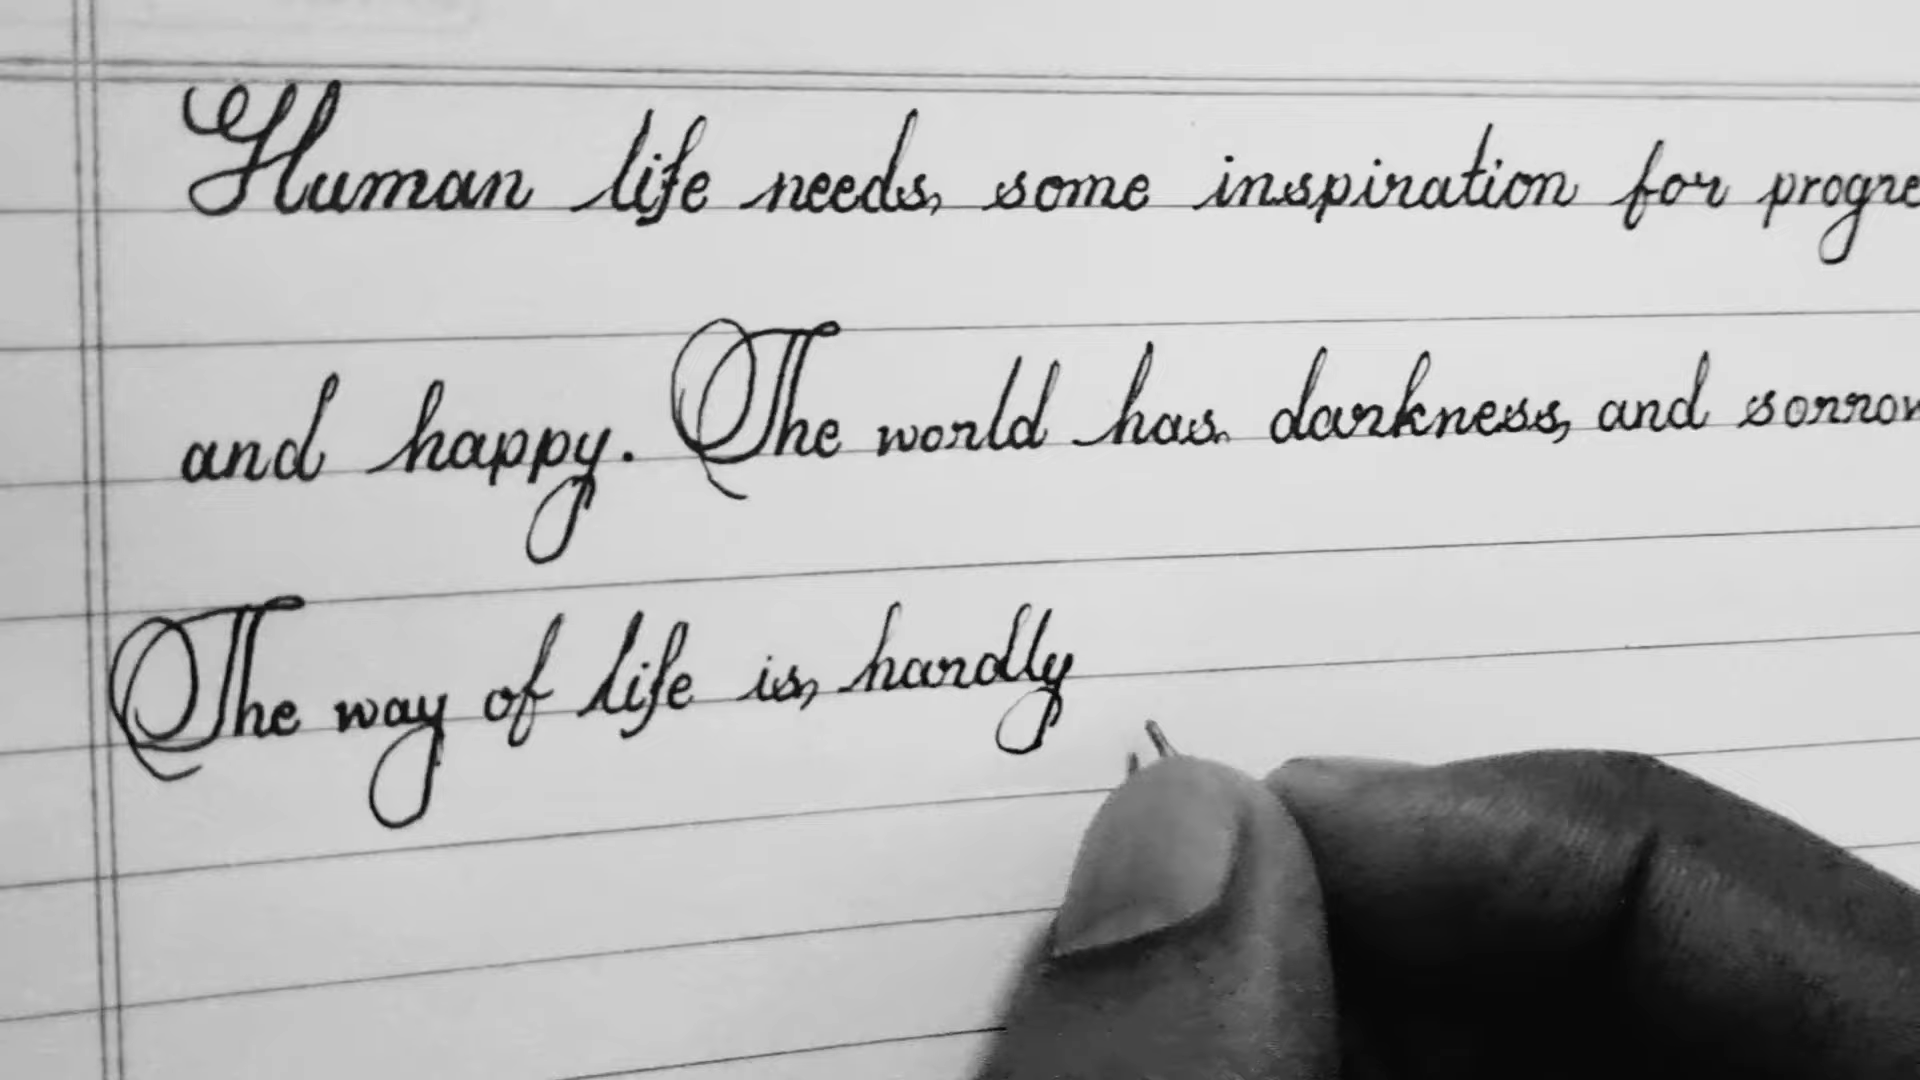 Human life needs some inspiration for progre
and happy. The world has darkness, and sorrow
The way of life is hardly